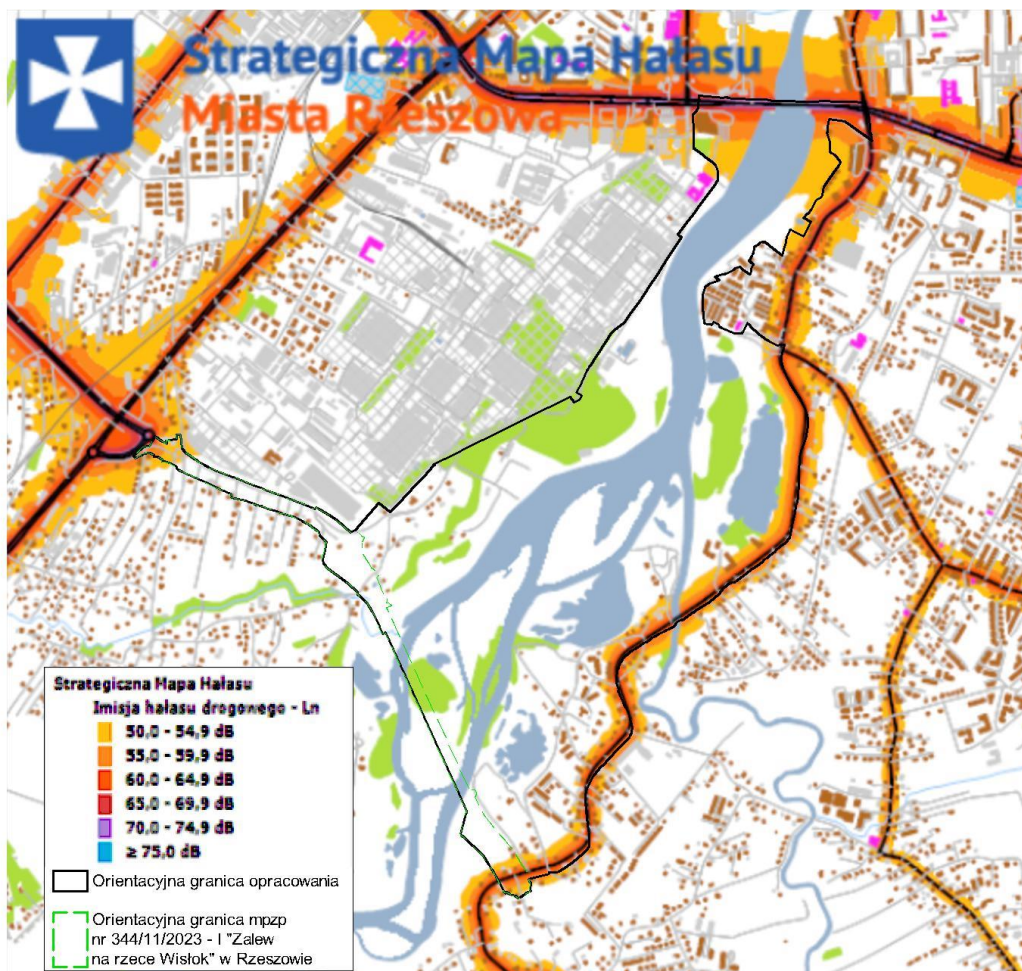 Strategiczna Mapa Hałasu
Miasta Rzeszowa
Strategiczna Mapa Hałasu
Imisja hałasu drogowego - Ln
50,0 - 54,9 dB
55,0 - 59,9 dB
60,0 - 64,9 dB
65,0 - 69,9 dB
70,0 - 74,9 dB
≥ 75,0 dB
Orientacyjna granica opracowania
Orientacyjna granica mpzp
nr 344/11/2023 - I "Zalew
na rzece Wisłok" w Rzeszowie